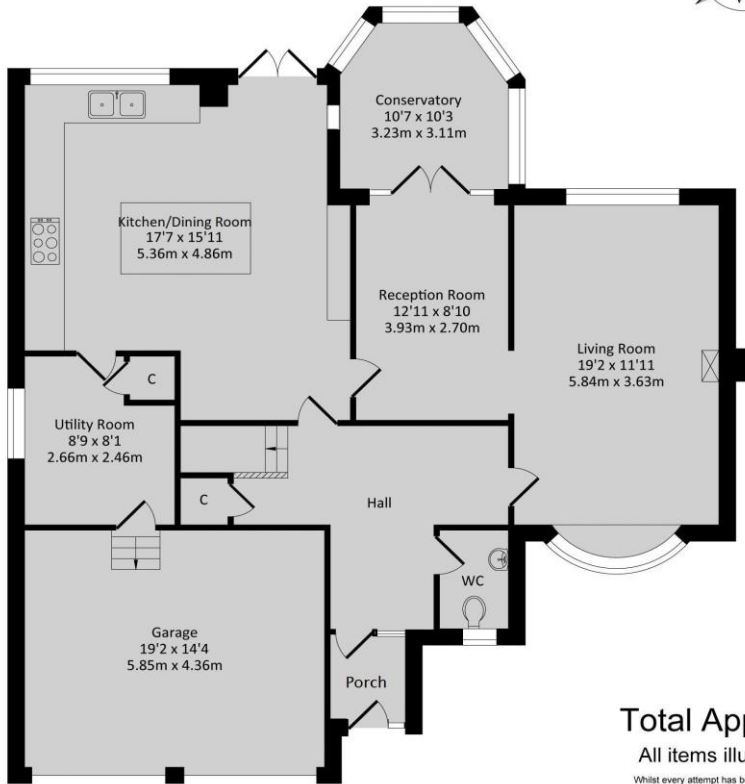 Conservatory
10'7 x 10'3
3.23m x 3.11m
Kitchen/Dining Room
17'7 x 15'11
5.36m x 4.86m
Reception Room
12'11 x 8'10
3.93m x 2.70m
Living Room
19'2 x 11'11
5.84m x 3.63m
C
Utility Room
8'9 x 8'1
2.66m x 2.46m
C
Hall
WC
Garage
19'2 x 14'4
5.85m x 4.36m
Porch
Total App
All items illu
Whilst every attempt has b